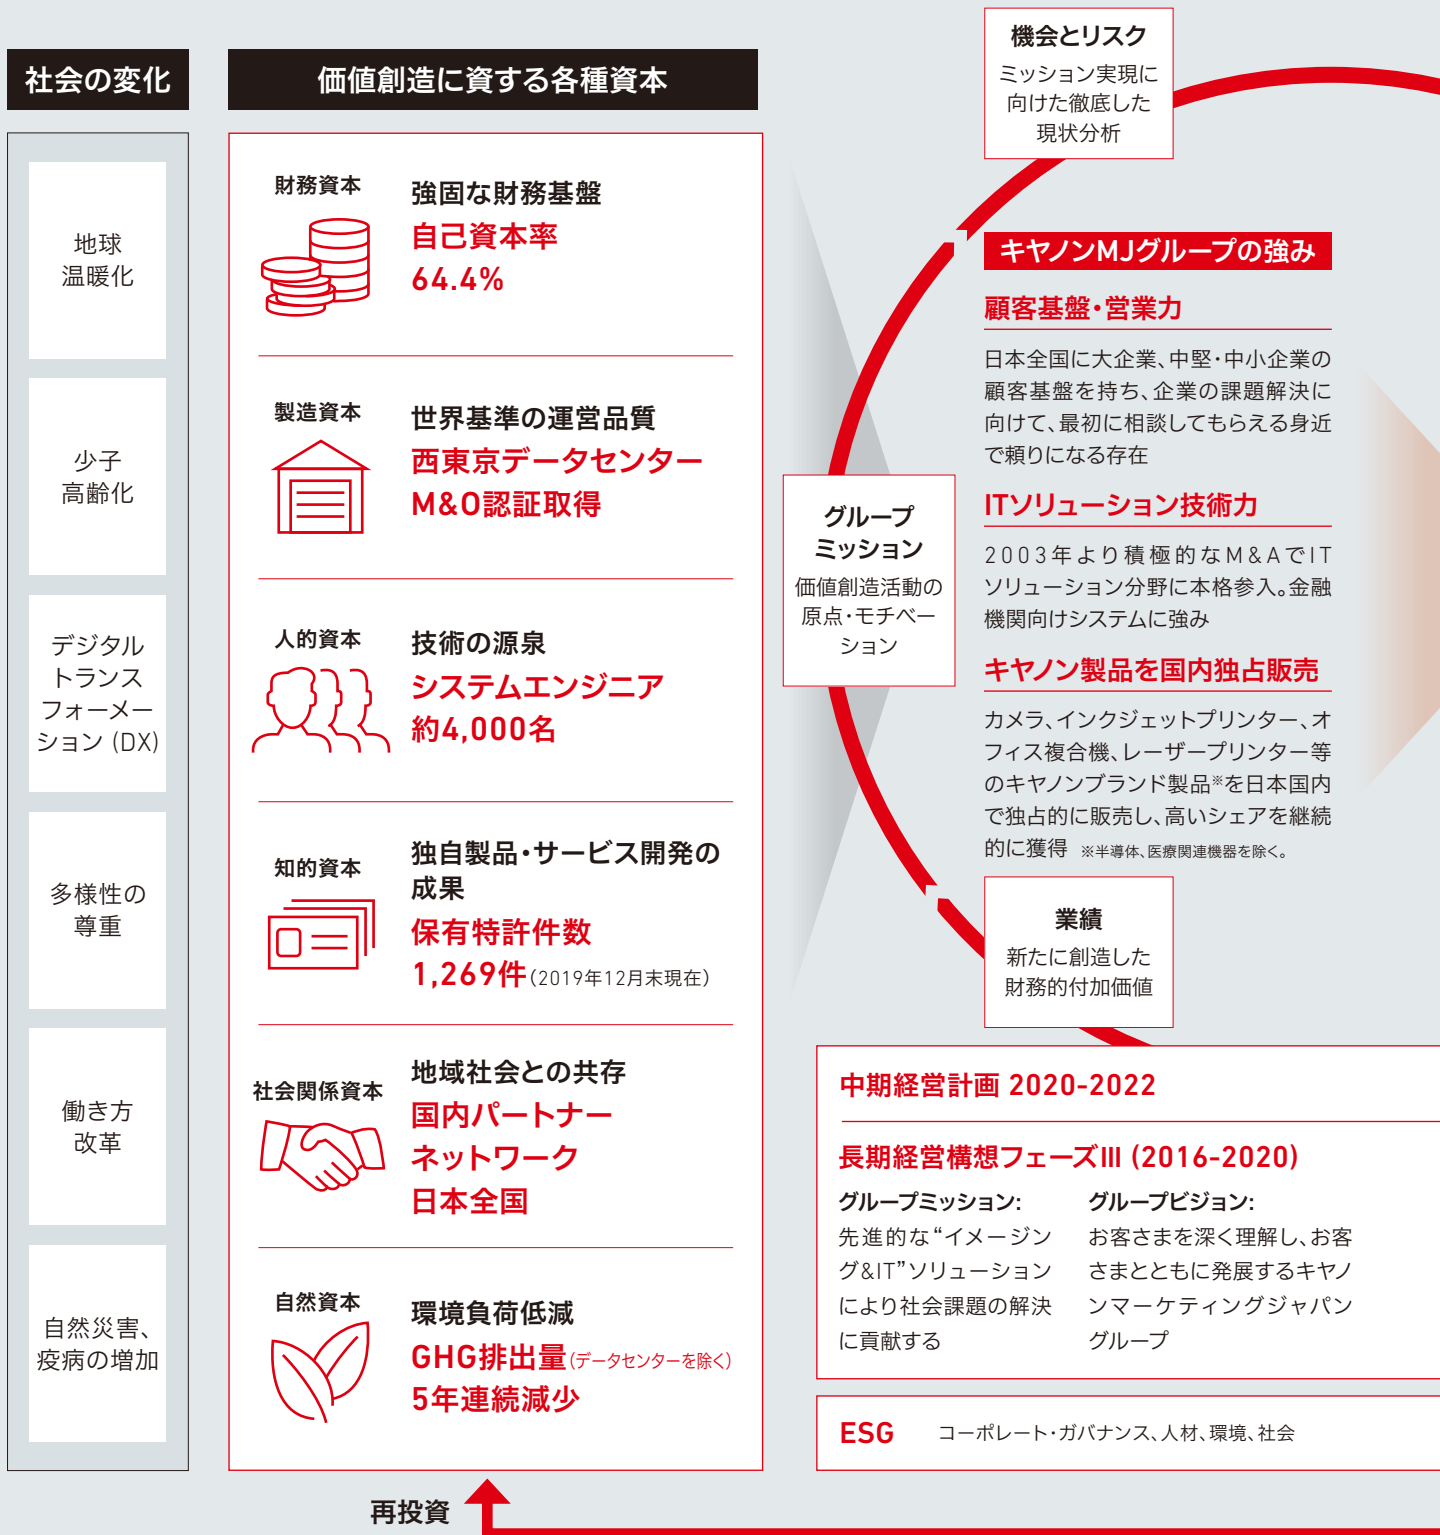 社会の変化
地球
温暖化
少子
高齢化
デジタル
トランス
フォーメー
ション (DX)
多様性の
尊重
働き方
改革
自然災害、
疫病の増加
価値創造に資する各種資本
財務資本
強固な財務基盤
自己資本率
64.4%
製造資本
世界基準の運営品質
西東京データセンター
M&O認証取得
人的資本
技術の源泉
システムエンジニア
約4,000名
知的資本
独自製品・サービス開発の
成果
保有特許件数
1,269件(2019年12月末現在)
社会関係資本
地域社会との共存
国内パートナー
ネットワーク
日本全国
自然資本
環境負荷低減
GHG排出量(データセンターを除く)
5年連続減少
再投資
機会とリスク
ミッション実現に
向けた徹底した
現状分析
グループ
ミッション
価値創造活動の
原点・モチベー
ション
キヤノンMJグループの強み
顧客基盤・営業力
日本全国に大企業、中堅・中小企業の
顧客基盤を持ち、企業の課題解決に
向けて、最初に相談してもらえる身近
で頼りになる存在
ITソリューション技術力
2003年より積極的なM&AでIT
ソリューション分野に本格参入。金融
機関向けシステムに強み
キヤノン製品を国内独占販売
カメラ、インクジェットプリンター、オ
フィス複合機、レーザープリンター等
のキヤノンブランド製品※を日本国内
で独占的に販売し、高いシェアを継続
的に獲得 ※半導体、医療関連機器を除く。
業績
新たに創造した
財務的付加価値
中期経営計画 2020-2022
長期経営構想フェーズIII (2016-2020)
グループミッション:
先進的な“イメージン
グ&IT”ソリューション
により社会課題の解決
に貢献する
グループビジョン:
お客さまを深く理解し、お客
さまとともに発展するキヤノ
ンマーケティングジャパン
グループ
ESG コーポレート・ガバナンス、人材、環境、社会